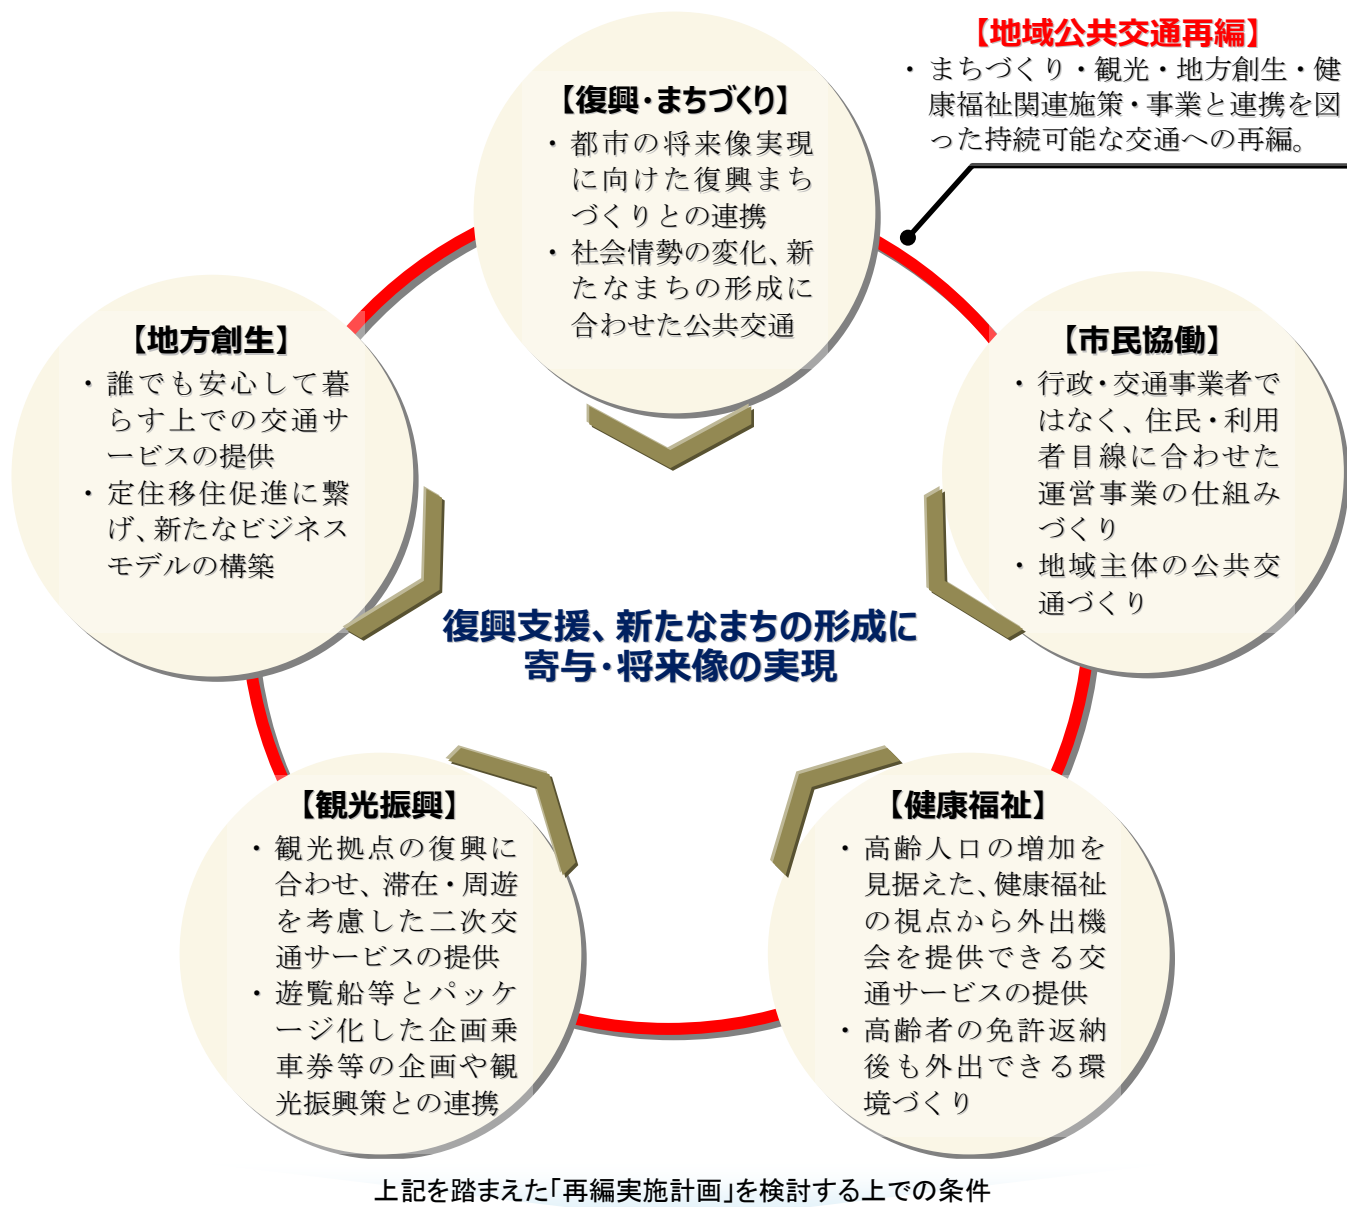 【地域公共交通再編】
・まちづくり・観光・地方創生・健
康福祉関連施策・事業と連携を図
った持続可能な交通への再編。
【復興・まちづくり】
・都市の将来像実現
に向けた復興まち
づくりとの連携
・社会情勢の変化、新
たなまちの形成に
合わせた公共交通
【地方創生】
・誰でも安心して暮
らす上での交通サ
ービスの提供
・定住移住促進に繋
げ、新たなビジネス
モデルの構築
【市民協働】
・行政・交通事業者で
はなく、住民・利用
者目線に合わせた
運営事業の仕組み
づくり
・地域主体の公共交
通づくり
復興支援、新たなまちの形成に
寄与・将来像の実現
【観光振興】
・観光拠点の復興に
合わせ、滞在・周遊
を考慮した二次交
通サービスの提供
・遊覧船等とパッケ
ージ化した企画乗
車券等の企画や観
光振興策との連携
【健康福祉】
・高齢人口の増加を
見据えた、健康福祉
の視点から外出機
会を提供できる交
通サービスの提供
・高齢者の免許返納
後も外出できる環
境づくり
上記を踏まえた「再編実施計画」を検討する上での条件